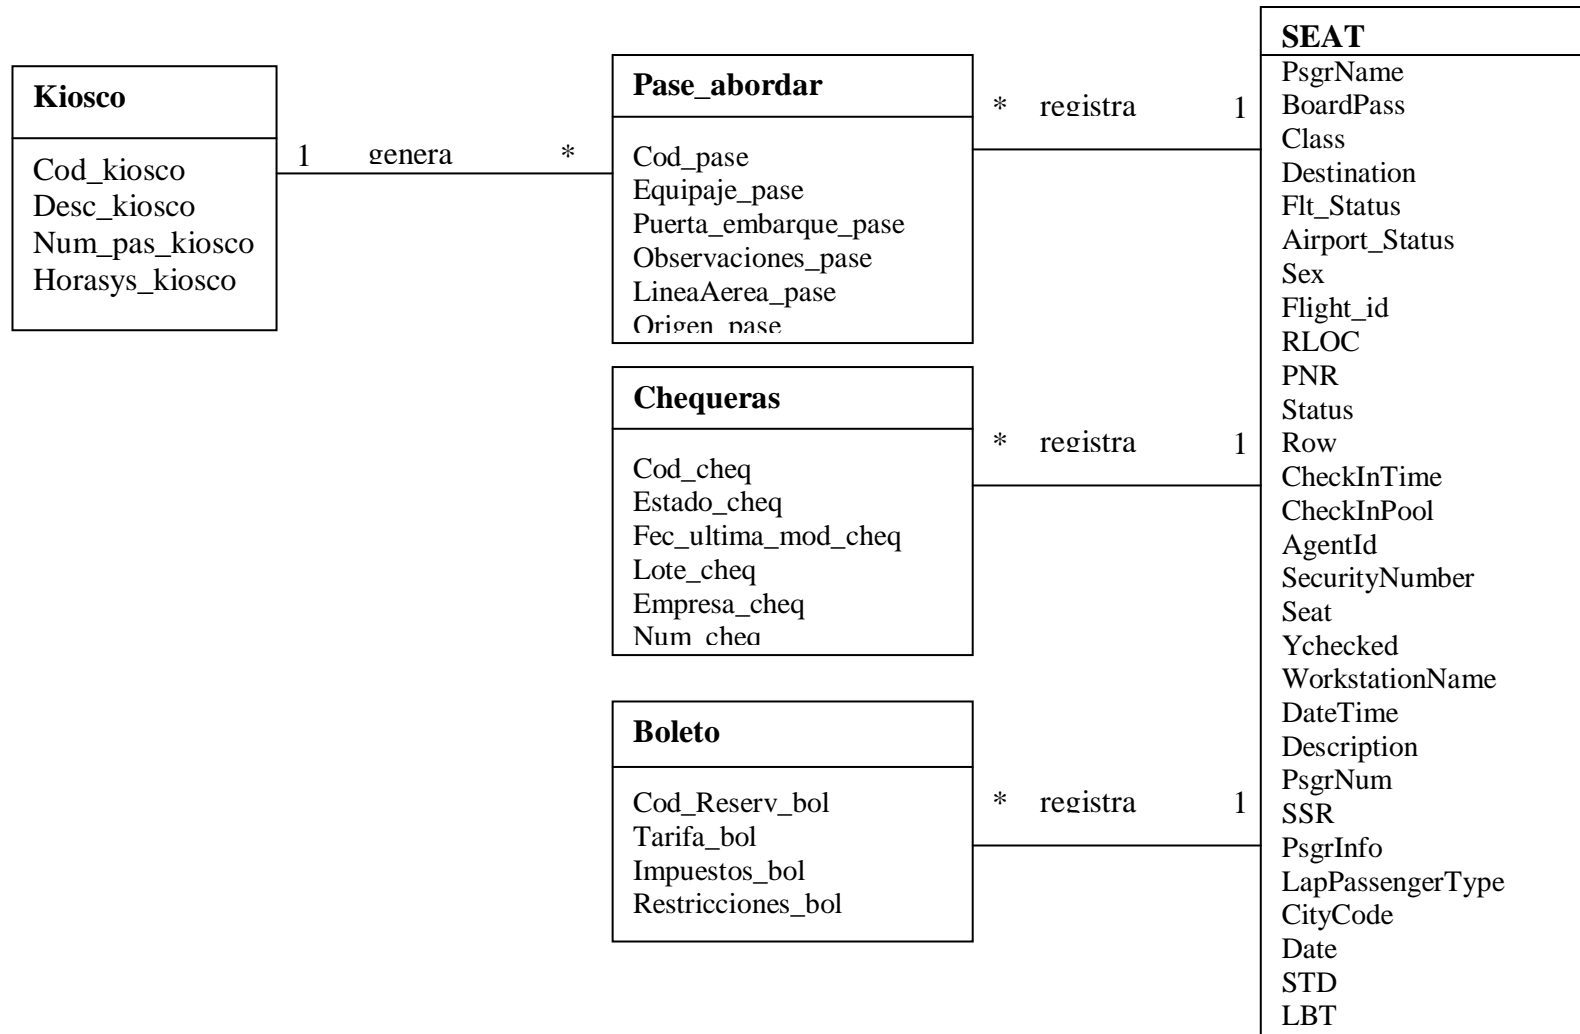 Kiosco
Cod_kiosco
Desc_kiosco
Num_pas_kiosco
Horasys_kiosco
1 genera *
Pase_abordar
Cod_pase
Equipaje_pase
Puerta_embarque_pase
Observaciones_pase
LineaAerea_pase
Origen_pase
* registra 1
Chequeras
Cod_cheq
Estado_cheq
Fec_ultima_mod_cheq
Lote_cheq
Empresa_cheq
Num_cheq
* registra 1
Boleto
Cod_Reserv_bol
Tarifa_bol
Impuestos_bol
Restricciones_bol
* registra 1
SEAT
PsgrName
BoardPass
Class
Destination
Flt_Status
Airport_Status
Sex
Flight_id
RLOC
PNR
Status
Row
CheckInTime
CheckInPool
AgentId
SecurityNumber
Seat
Ychecked
WorkstationName
DateTime
Description
PsgrNum
SSR
PsgrInfo
LapPassengerType
CityCode
Date
STD
LBT